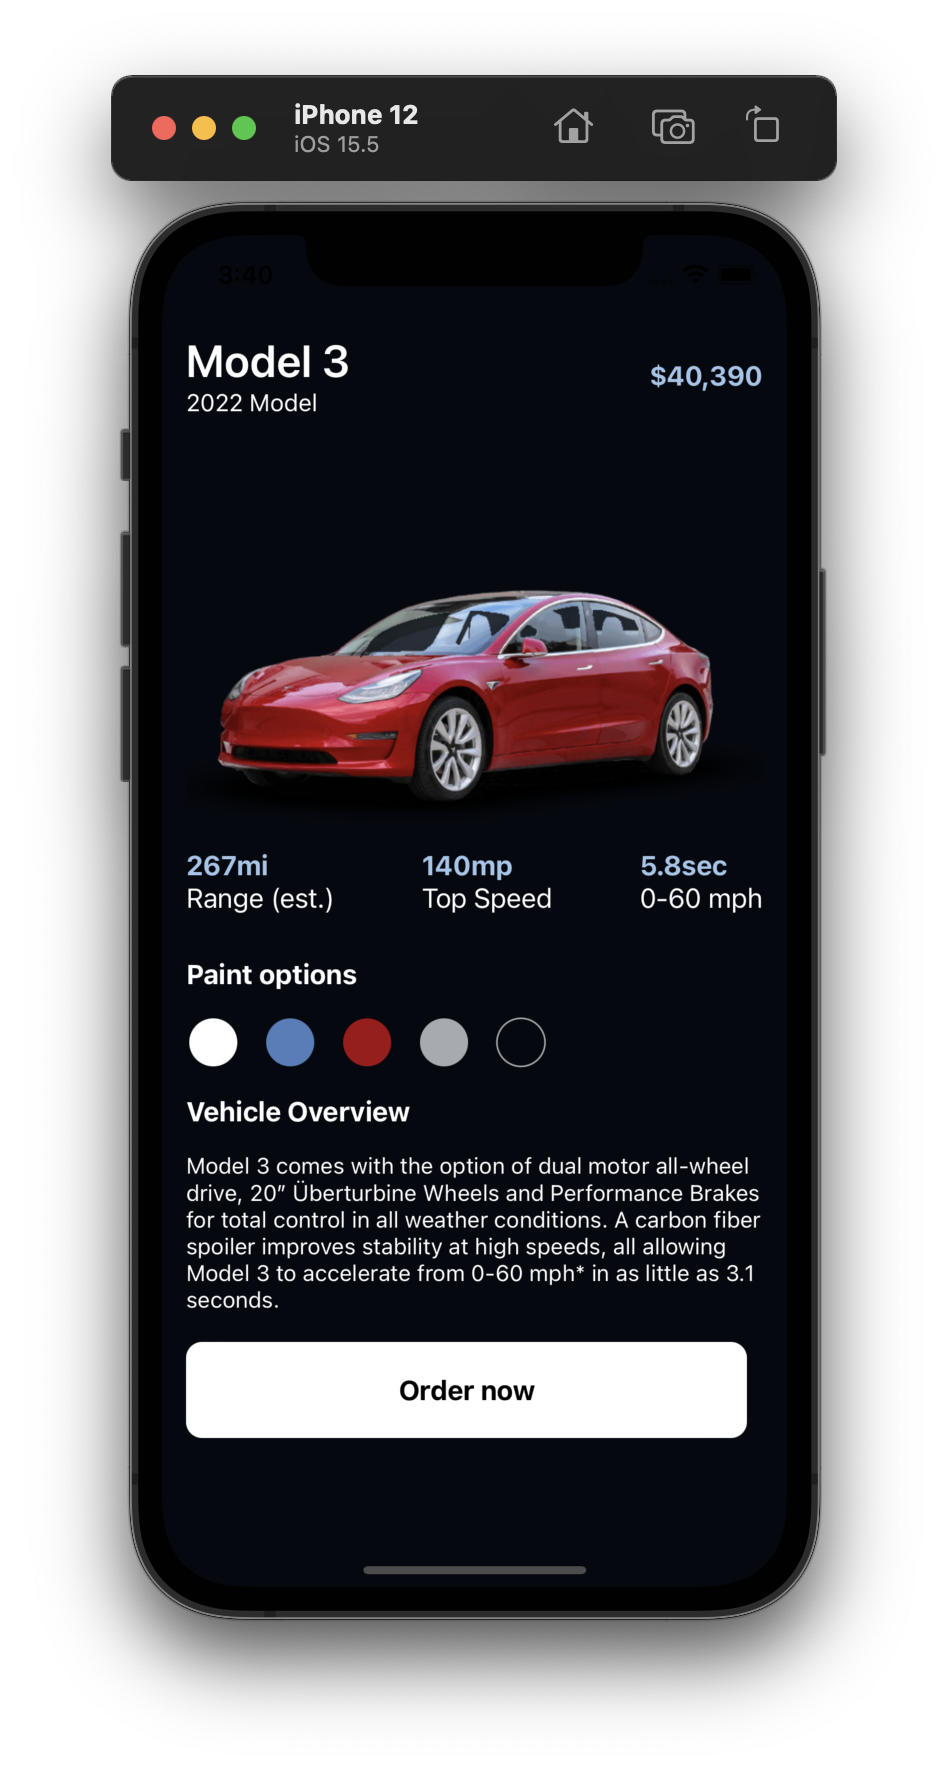 iPhone 12
iOS 15.5
3:40
Model 3
2022 Model
$40,390
267mi
140mp
5.8sec
Range (est.)
Top Speed
0-60 mph
Paint options
Vehicle Overview
Model 3 comes with the option of dual motor all-wheel
drive, 20” Überturbine Wheels and Performance Brakes
for total control in all weather conditions. A carbon fiber
spoiler improves stability at high speeds, all allowing
Model 3 to accelerate from 0-60 mph* in as little as 3.1
seconds.
Order now